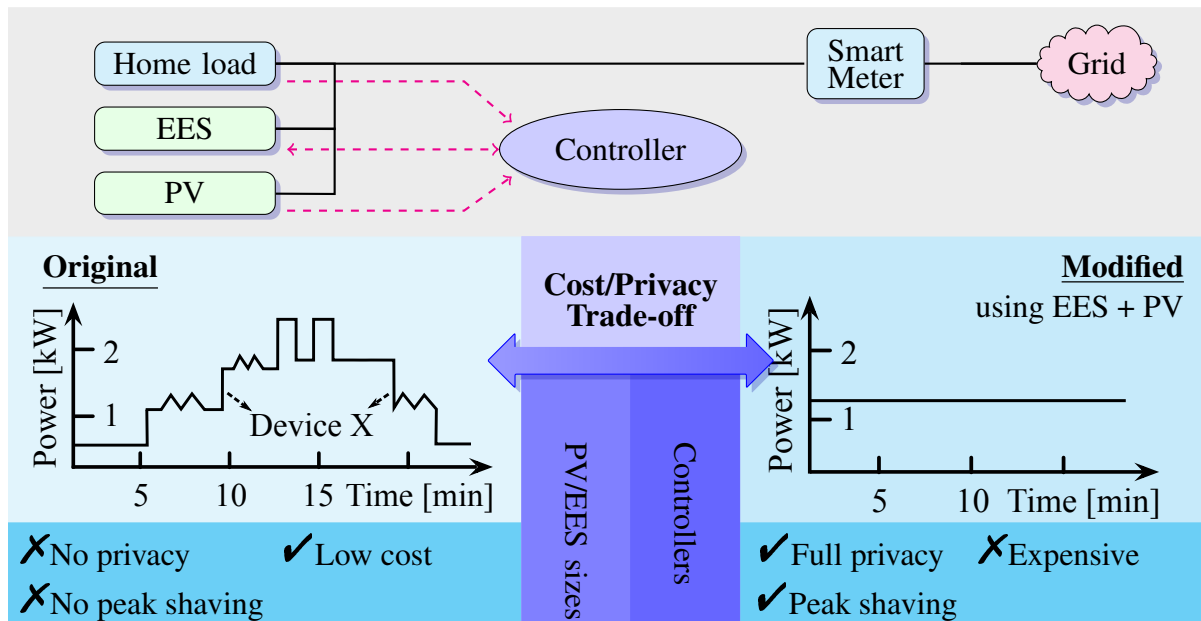 Home load
EES
PV
Controller
Smart
Meter
Grid
Original
Power [kW]
2
1
Device X
5
10
15
Time [min]
Cost/Privacy
Trade-off
PV/EES sizes
Controllers
Modified
using EES + PV
Power [kW]
2
1
5
10
Time [min]
✗No privacy
✓Low cost
✗No peak shaving
✓Full privacy
✗Expensive
✓Peak shaving